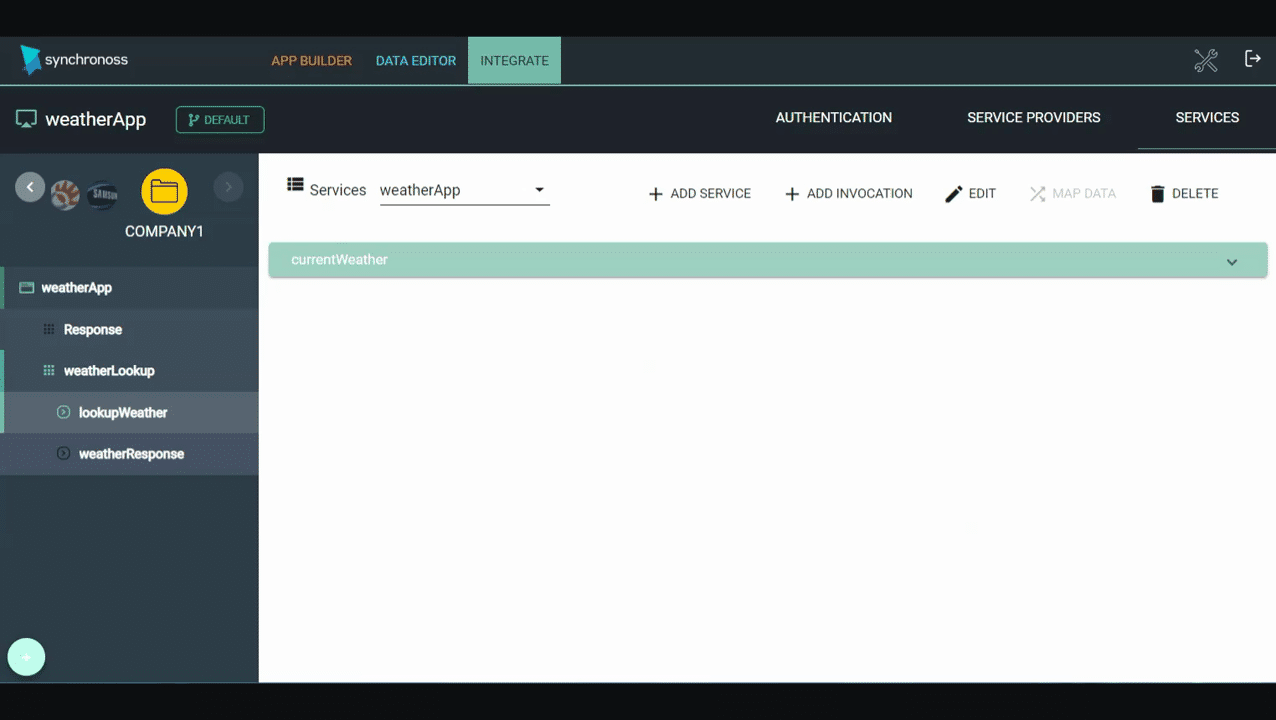 synchronoss
APP BUILDER
DATA EDITOR
INTEGRATE
weatherApp
DEFAULT
AUTHENTICATION
SERVICE PROVIDERS
SERVICES
SAMSUNG
COMPANY1
weatherApp
Response
weatherLookup
lookupWeather
weatherResponse
Services
weatherApp
ADD SERVICE
ADD INVOCATION
EDIT
MAP DATA
DELETE
currentWeather